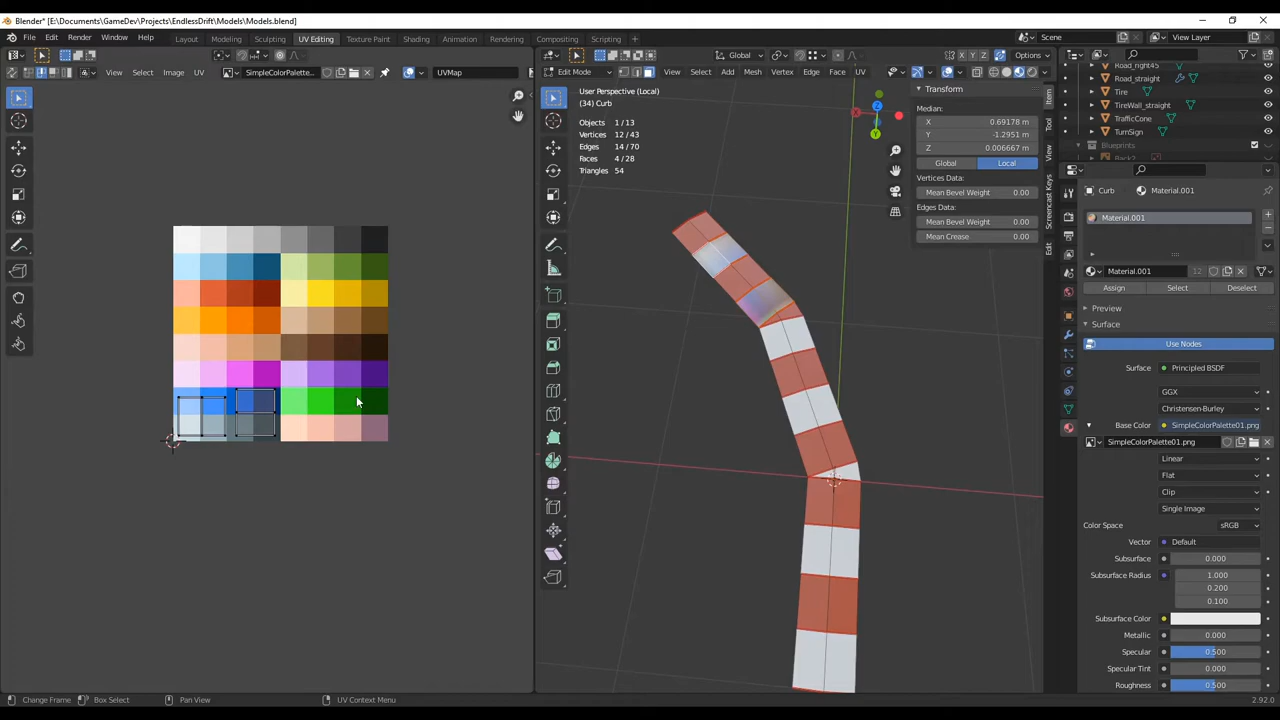 Blender* [E:\Documents\GameDev\Projects\EndlessDrift\Models\Models.blend]
File Edit Render Window Help Layout Modeling Sculpting UV Editing Texture Paint Shading Animation Rendering Compositing Scripting + Scene View Layer
Global Options
View Select Image UV SimpleColorPalette... UVMap
Edit Mode View Select Add Mesh Vertex Edge Face UV
User Perspective (Local)
(34) Curb
Objects 1/13
Vertices 12/43
Edges 14/70
Faces 4/28
Triangles 54
Transform
Median:
X 0.69178 m
Y -1.2951 m
Z 0.006667 m
Global Local
Vertices Data:
Mean Bevel Weight 0.00
Edges Data:
Mean Bevel Weight 0.00
Mean Crease 0.00
Item
Tool
View
Screencast Keys
Edit
X Y Z
Road_right45
Road_straight
Tire
TireWall_straight
TrafficCone
TurnSign
Blueprints
Back2
Curb Material.001
Material.001
Material.001 12
Assign Select Deselect
Preview
Surface
Use Nodes
Surface Principled BSDF
GGX
Christensen-Burley
Base Color SimpleColorPalette01.png
SimpleColorPalette01.png
Linear
Flat
Clip
Single Image
Color Space sRGB
Vector Default
Subsurface 0.000
Subsurface Radius 1.000
0.200
0.100
Subsurface Color
Metallic 0.000
Specular 0.500
Specular Tint 0.000
Roughness 0.500
Change Frame Box Select Pan View UV Context Menu 2.92.0